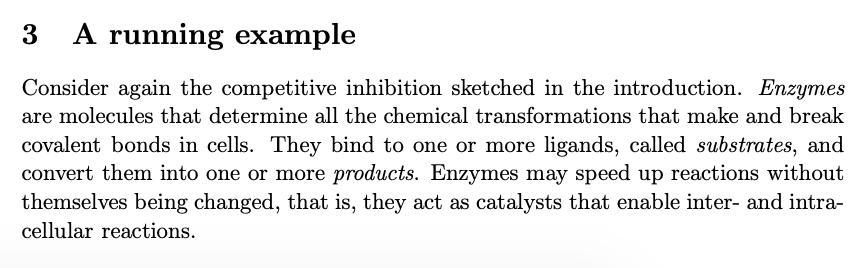 3 A running example
Consider again the competitive inhibition sketched in the introduction. Enzymes
are molecules that determine all the chemical transformations that make and break
covalent bonds in cells. They bind to one or more ligands, called substrates, and
convert them into one or more products. Enzymes may speed up reactions without
themselves being changed, that is, they act as catalysts that enable inter- and intra-
cellular reactions.